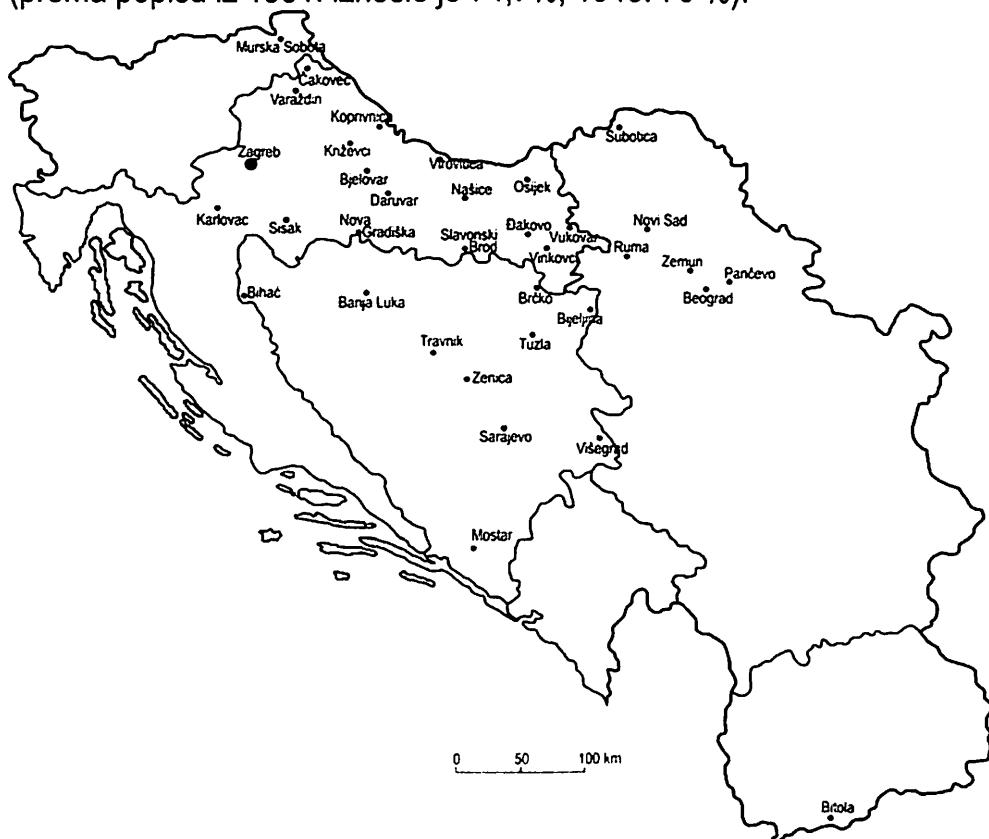 Murska Sobota
Čakovec
Varaždin
Koprivnica
Zagreb
Križevci
Virovitica
Subotica
Bjelovar
Našice
Osijek
Daruvar
Karlovac
Sisak
Nova
Gradiška
Slavonski
Brod
Đakovo
Vukovar
Novi Sad
Vinkovci
Ruma
Zemun
Pančevo
Beograd
Bihać
Banja Luka
Brčko
Bijeljina
Travnik
Tuzla
Zenica
Sarajevo
Višegrad
Mostar
0 50 100 km
Bitola